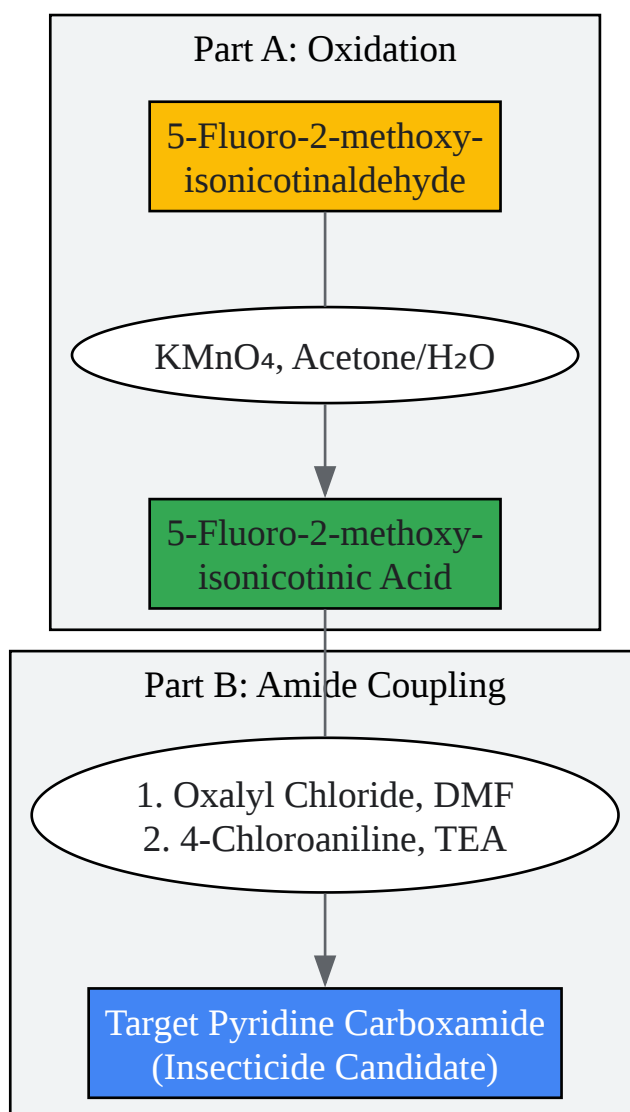 Part A: Oxidation
5-Fluoro-2-methoxy-
isonicotinaldehyde
KMnO₄, Acetone/H₂O
5-Fluoro-2-methoxy-
isonicotinic Acid
Part B: Amide Coupling
1. Oxalyl Chloride, DMF
2. 4-Chloroaniline, TEA
Target Pyridine Carboxamide
(Insecticide Candidate)